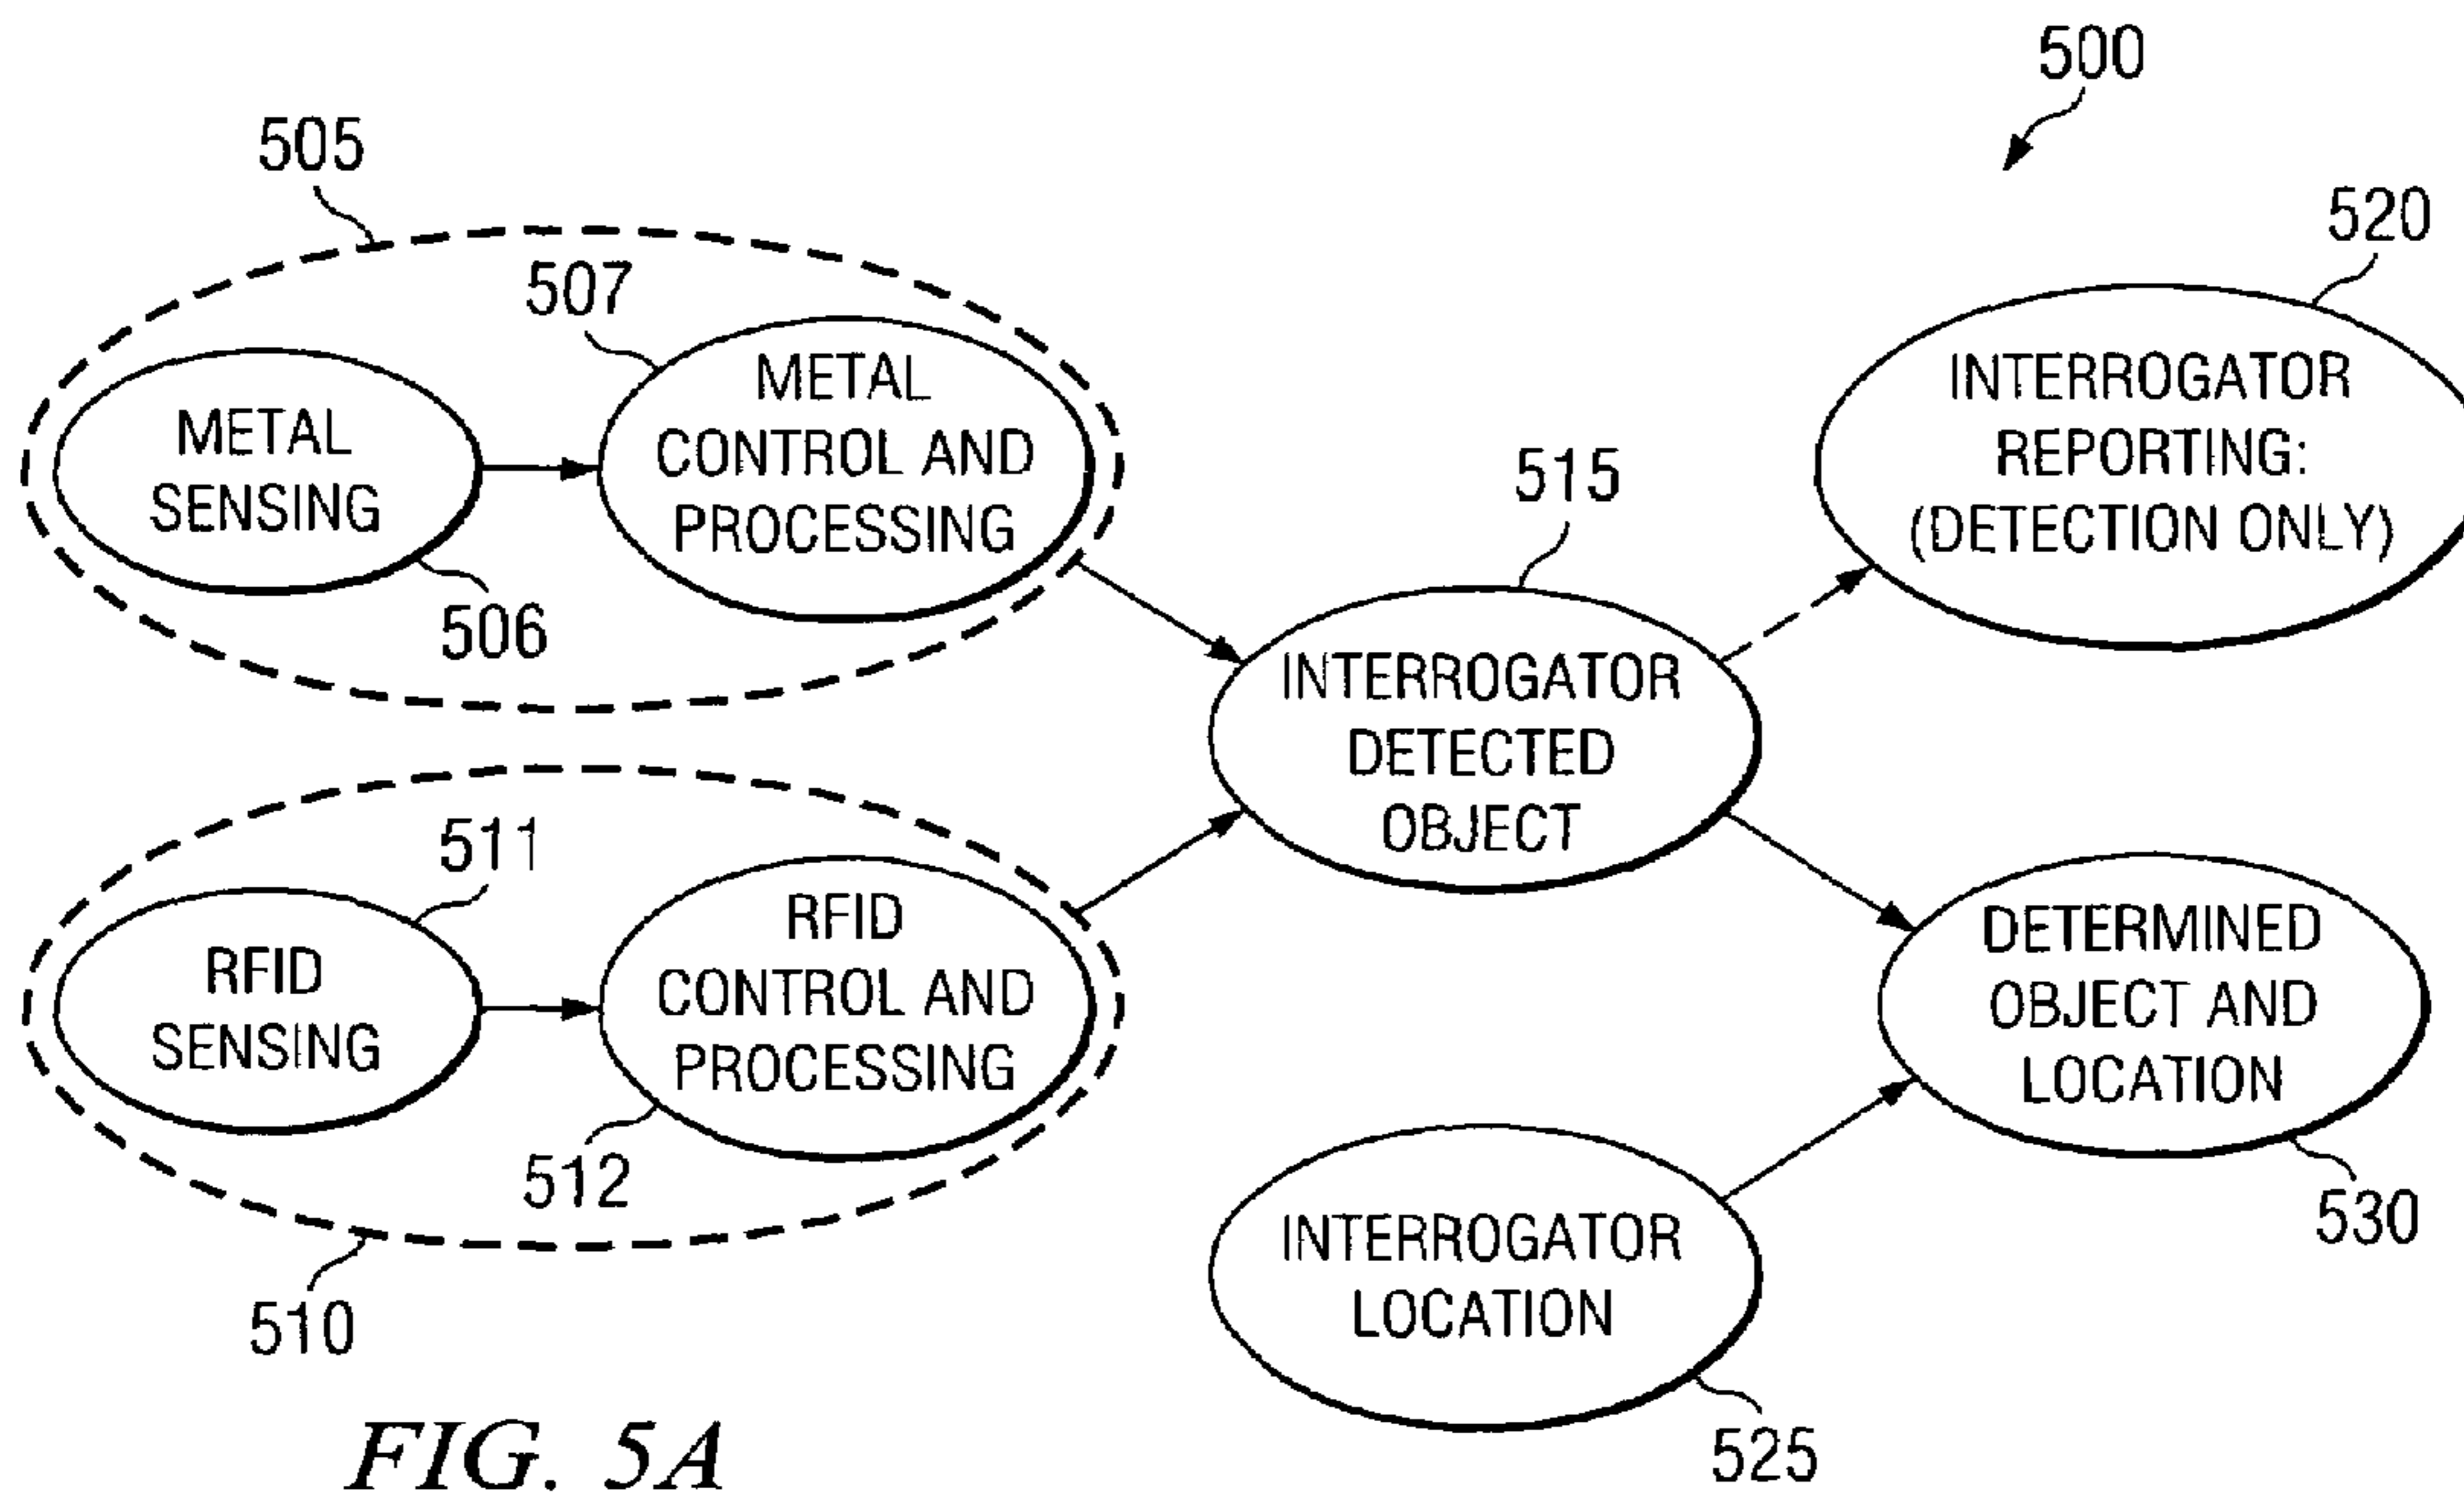 500
505
520
507
METAL
SENSING
METAL
CONTROL AND
PROCESSING
INTERROGATOR
REPORTING:
(DETECTION ONLY)
515
506
INTERROGATOR
DETECTED
OBJECT
511
RFID
SENSING
RFID
CONTROL AND
PROCESSING
DETERMINED
OBJECT AND
LOCATION
512
530
510
INTERROGATOR
LOCATION
525
FIG. 5A